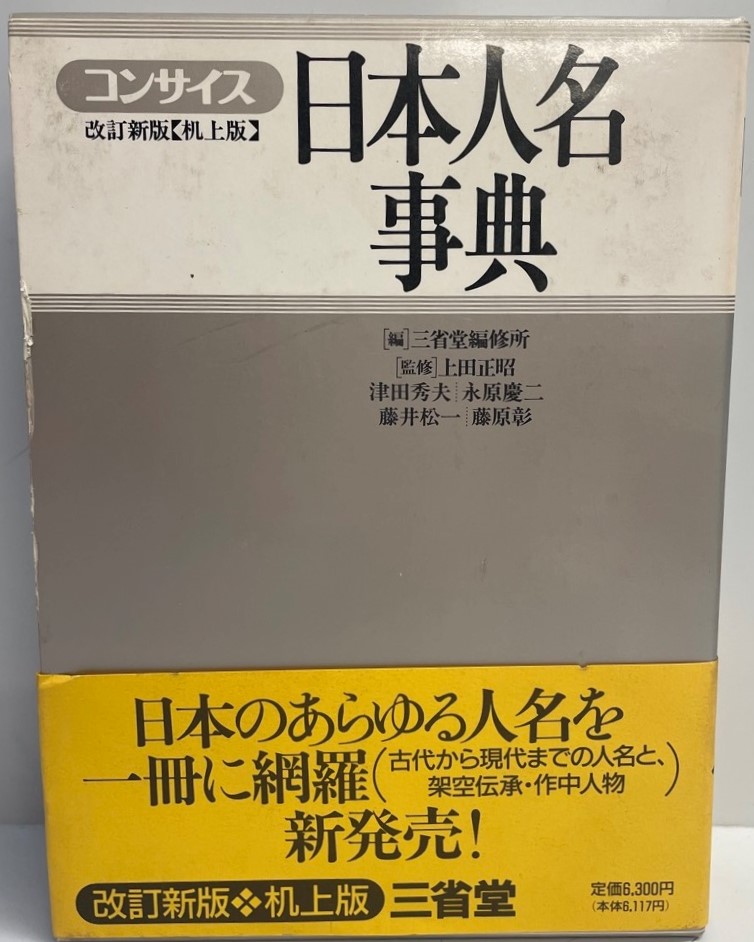 コンサイス
改訂新版【机上版】
日本人名
事典
[編]三省堂編修所
[監修]上田正昭
津田秀夫 永原慶二
藤井松一 藤原彰
日本のあらゆる人名を
一冊に網羅(古代から現代までの人名と、
架空伝承・作中人物)
新発売!
改訂新版❖机上版 三省堂
定価6,300円
(本体6,117円)